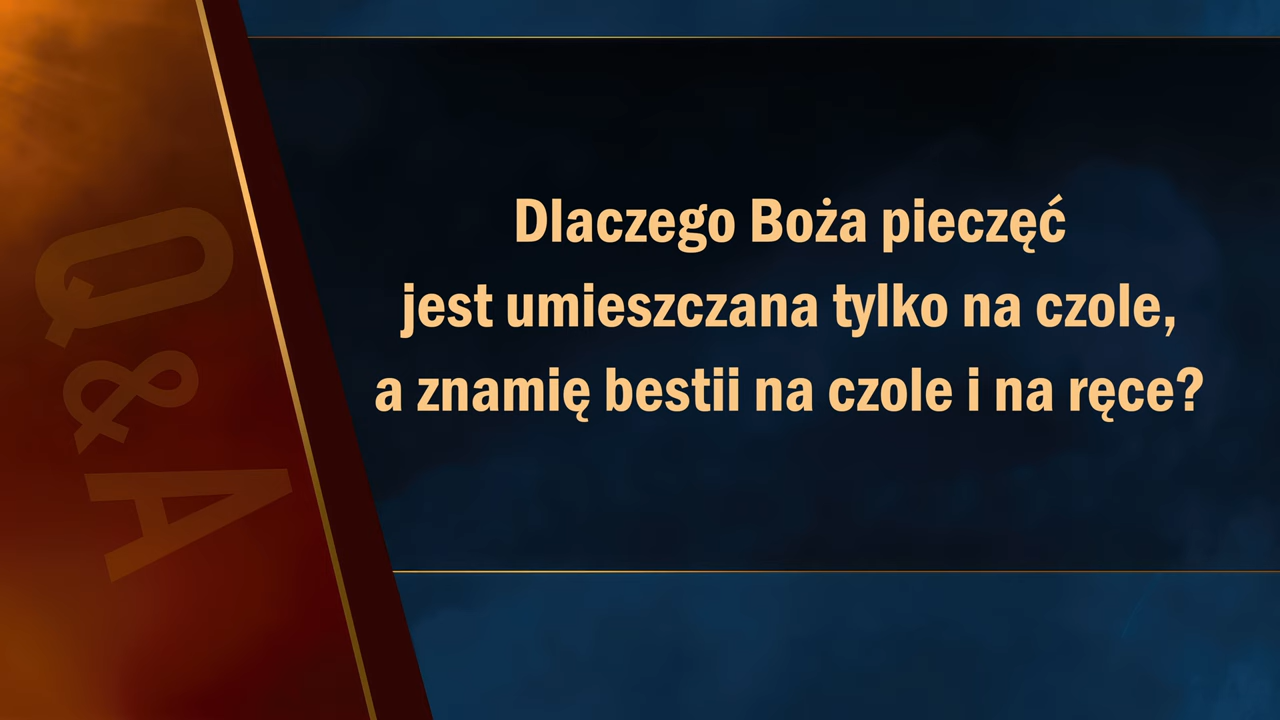 Q & A
Dlaczego Boża pieczęć
jest umieszczana tylko na czole,
a znamię bestii na czole i na ręce?